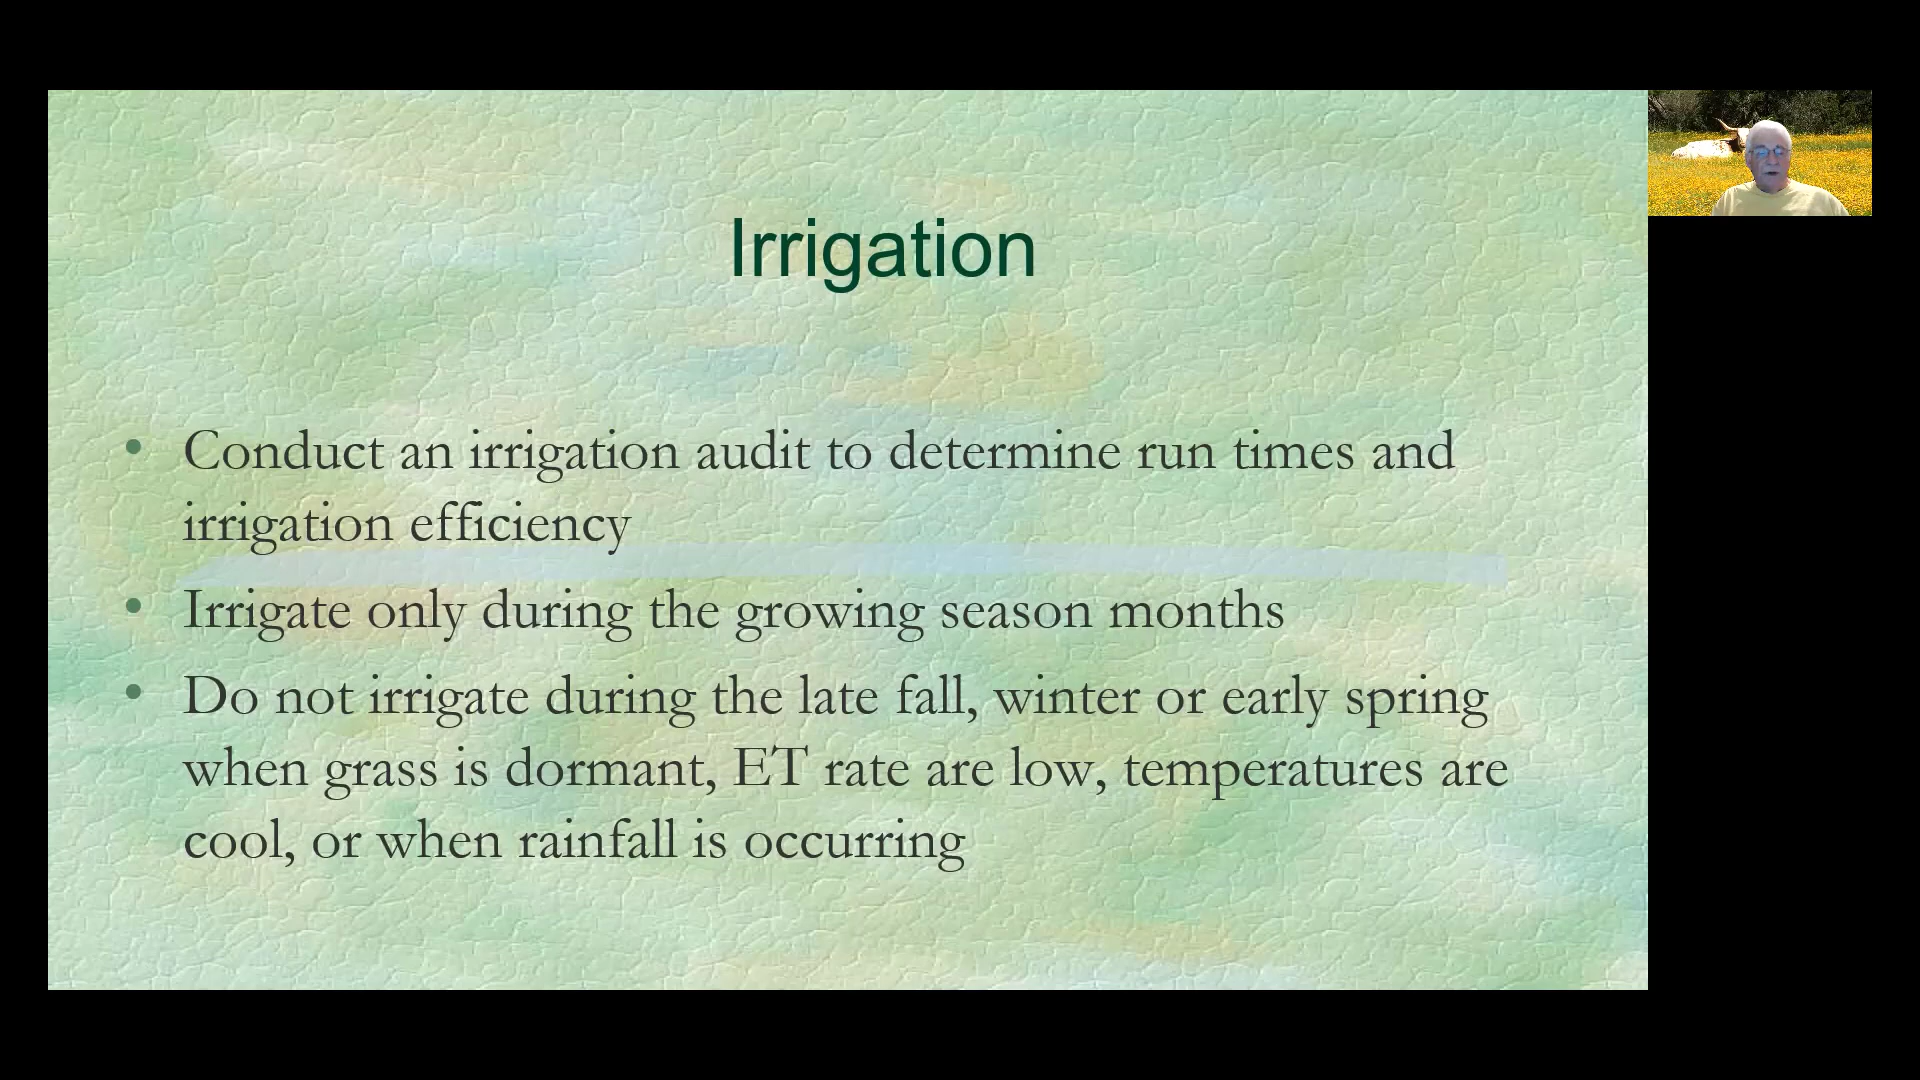 Irrigation
• Conduct an irrigation audit to determine run times and
irrigation efficiency
• Irrigate only during the growing season months
• Do not irrigate during the late fall, winter or early spring
when grass is dormant, ET rate are low, temperatures are
cool, or when rainfall is occurring